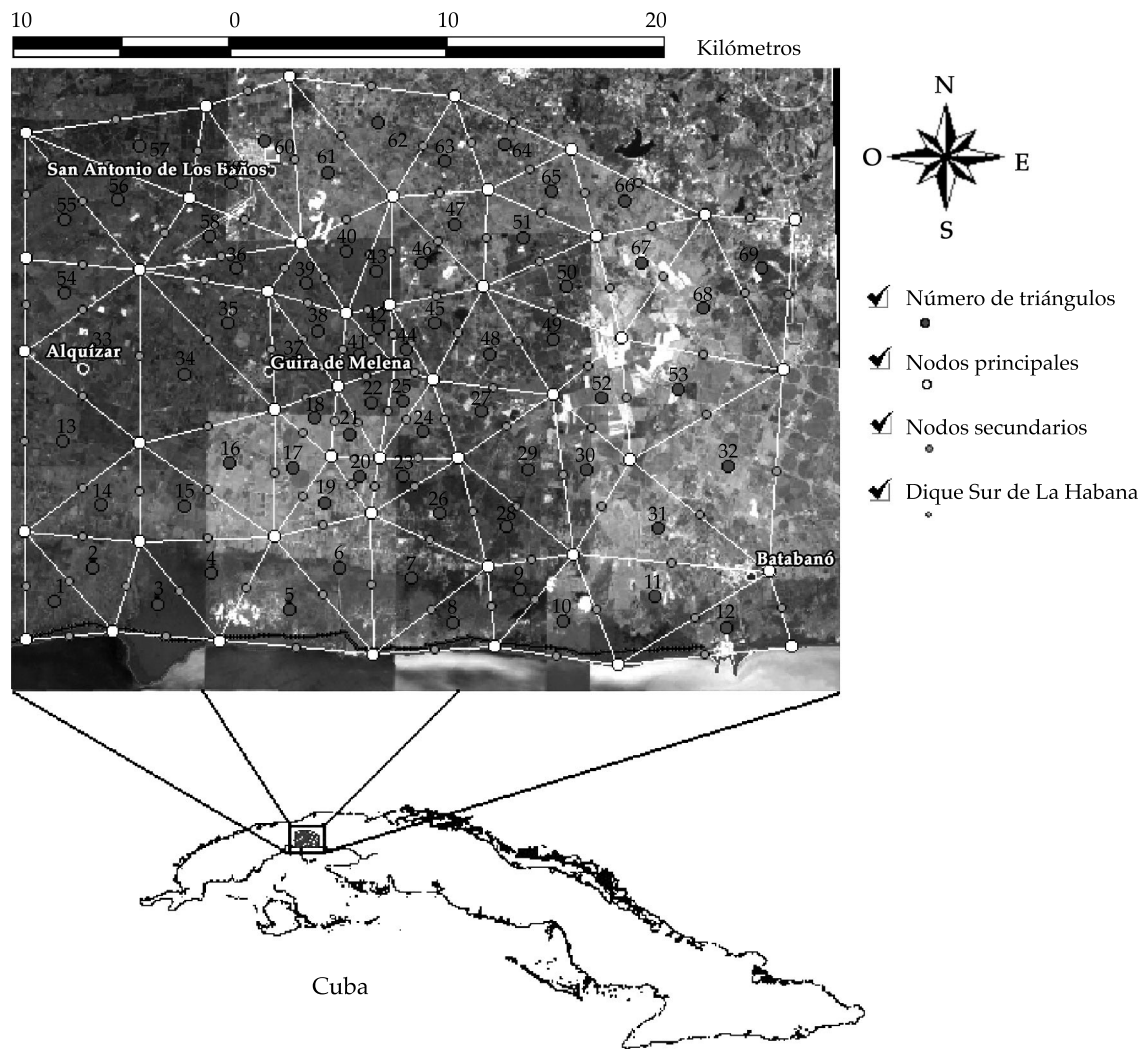 10 0 10 20
Kilómetros
N
O E
S
Número de triángulos
Nodos principales
Nodos secundarios
Dique Sur de La Habana
62
57 60 63 64
San Antonio de Los Baños 61
56 65 66
55 47 51
58 40 46 67
36 43 69
39 50
54
35 68
38 42 45
33 41 44 49
Alquízar 34 37 48
Guira de Melena
53
22 25 52
18 27
21 24
13
16 17 29 30 32
20 23
14 15 19
26
28 31
2 6 Batabanó
4 7 9
1 3 5 11
8 10
12
Cuba